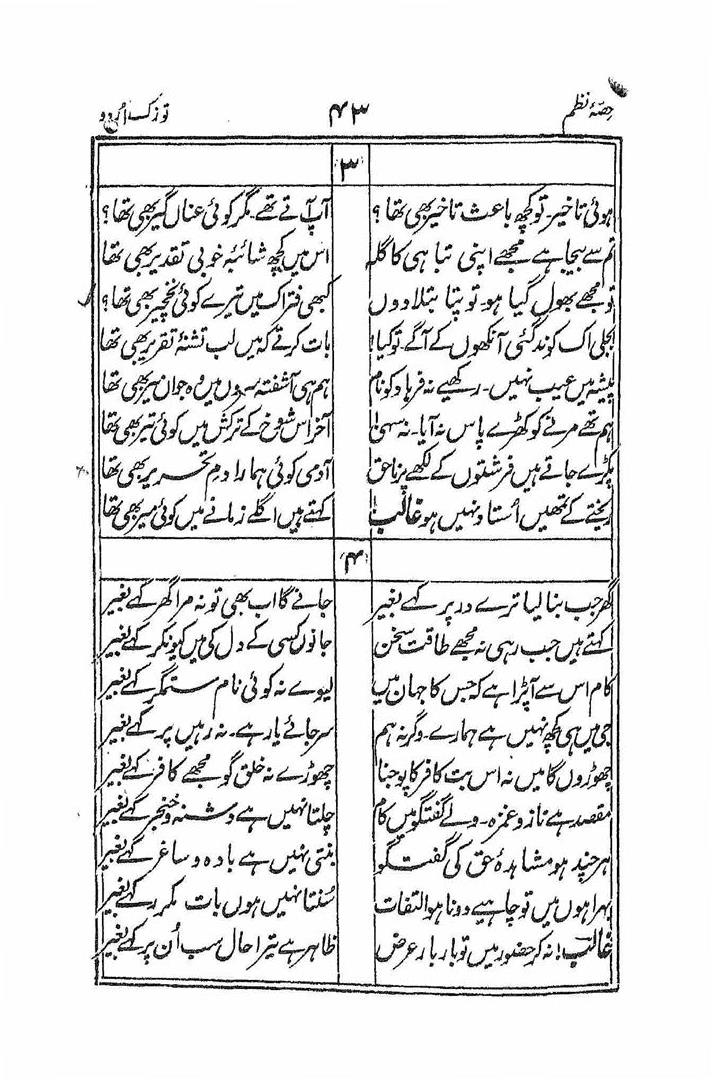 حصّۂ نظم ۴۳ توزک اُردو
۳
ہوئی تاخیر۔ تو کچھ باعث تاخیر بھی تھا؟ آپ آتے تھے۔ مگر کوئی عناں گیر بھی تھا؟
تم سے بیجا ہے مجھے اپنی تباہی کا گلہ اس میں کچھ شائبۂ خوبی تقدیر بھی تھا
تو مجھے بھول گیا ہو۔ تو پتا بتلا دوں کبھی فتراک میں تیرے کوئی نخچیر بھی تھا؟
بجلی اک کوند گئی آنکھوں کے آگے۔ تو کیا! بات کرتے کہ میں لب تشنۂ تقریر بھی تھا
پیشہ میں عیب نہیں۔ رکھیے نہ فرہاد کو نام ہم ہی آشفتہ سروں میں وہ جواں میر بھی تھا
ہم تھے مرنے کو کھڑے پاس نہ آیا۔ نہ سہی! آخر اس شوخ کے ترکش میں کوئی تیر بھی تھا
پکڑے جاتے ہیں فرشتوں کے لکھے پر ناحق آدمی کوئی ہمارا دمِ تحریر بھی تھا
ریختے کے تمھیں اُستاد نہیں ہو غالب! کہتے ہیں اگلے زمانے میں کوئی میر بھی تھا
۴
گھر جب بنا لیا ترے در پر کہے بغیر جانے گا اب بھی تو نہ مرا گھر کہے بغیر
کہتے ہیں جب رہی نہ مجھے طاقت سخن جانوں کسی کے دل کی میں کیونکر کہے بغیر
کام اس سے آپڑا ہے کہ جس کا جہان میں لیوے نہ کوئی نام ستمگر کہے بغیر
جی میں ہی کچھ نہیں ہے ہمارے۔ وگرنہ ہم سر جائے یا رہے۔ نہ رہیں پر کہے بغیر
چھوڑوں گا میں نہ اس بت کافر کا پوجنا چھوڑے نہ خلق گو مجھے کافر کہے بغیر
مقصد ہے ناز و غمزہ۔ ولے گفتگو میں کام چلتا نہیں ہے دشنہ و خنجر کہے بغیر
ہر چند ہو مشاہدۂ حق کی گفتگو بنتی نہیں ہے بادہ و ساغر کہے بغیر
بہرا ہوں میں تو چاہیے دونا ہو التفات سُنتا نہیں ہوں بات مکرر کہے بغیر
غالب! نہ کر حضور میں تو بار بار عرض ظاہر ہے تیرا حال سب اُن پر کہے بغیر